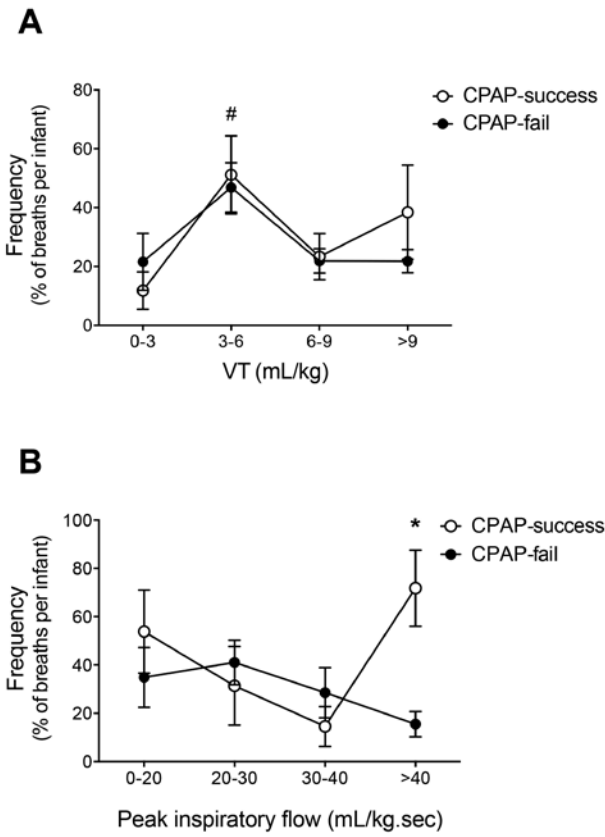 A
80
60
40
20
0
Frequency
(% of breaths per infant)
#
CPAP-success
CPAP-fail
0-3 3-6 6-9 >9
VT (mL/kg)
B
100
80
60
40
20
0
Frequency
(% of breaths per infant)
*
CPAP-success
CPAP-fail
0-20 20-30 30-40 >40
Peak inspiratory flow (mL/kg.sec)